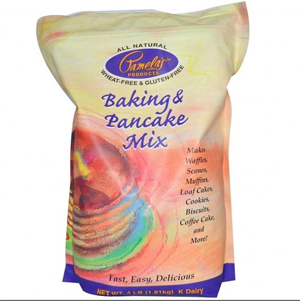 ALL NATURAL
Pamela's
PRODUCTS
WHEAT-FREE & GLUTEN-FREE
Baking &
Pancake
Mix
Make
Waffles,
Scones,
Muffins,
Loaf Cakes,
Cookies,
Biscuits,
Coffee Cake,
and
More!
Fast, Easy, Delicious
NET WT. 4 LB (1.81kg) K Dairy